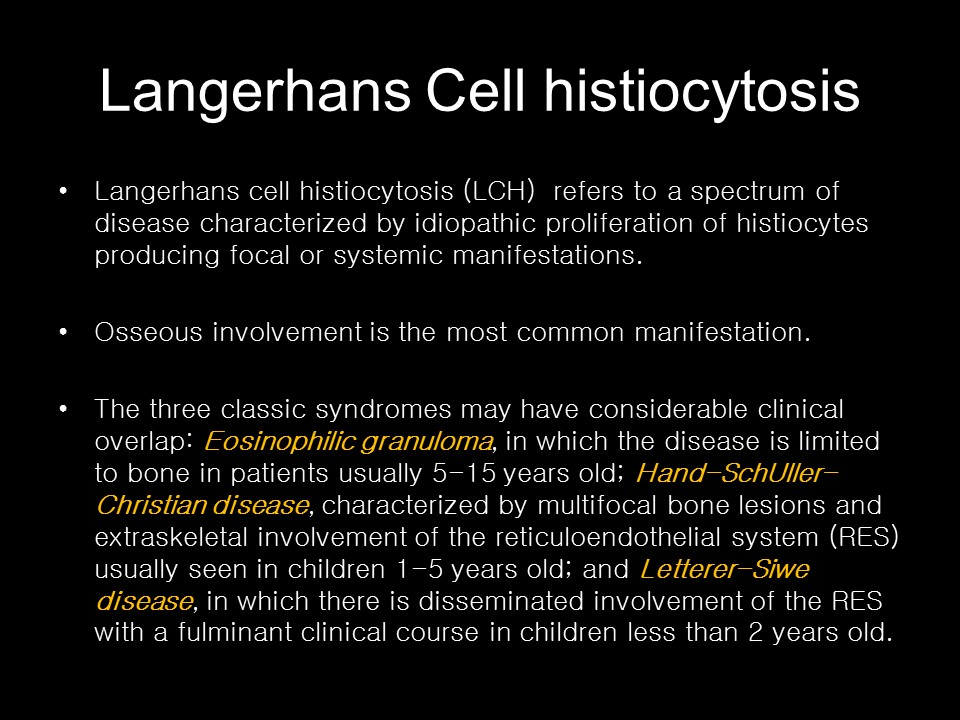 Langerhans Cell histiocytosis
• Langerhans cell histiocytosis (LCH) refers to a spectrum of
disease characterized by idiopathic proliferation of histiocytes
producing focal or systemic manifestations.
• Osseous involvement is the most common manifestation.
• The three classic syndromes may have considerable clinical
overlap: Eosinophilic granuloma, in which the disease is limited
to bone in patients usually 5-15 years old; Hand-SchUller-
Christian disease, characterized by multifocal bone lesions and
extraskeletal involvement of the reticuloendothelial system (RES)
usually seen in children 1-5 years old; and Letterer-Siwe
disease, in which there is disseminated involvement of the RES
with a fulminant clinical course in children less than 2 years old.